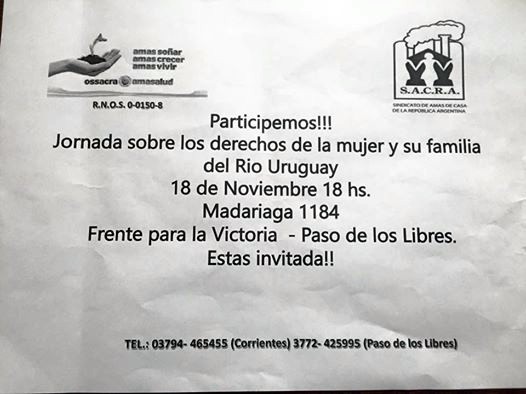 amas soñar
amas crecer
amas vivir
ossacra amasalud
R.N.O.S. 0-0150-8
S.A.C.R.A.
SINDICATO DE AMAS DE CASA
DE LA REPÚBLICA ARGENTINA
Participemos!!!
Jornada sobre los derechos de la mujer y su familia
del Rio Uruguay
18 de Noviembre 18 hs.
Madariaga 1184
Frente para la Victoria - Paso de los Libres.
Estas invitada!!
TEL.: 03794- 465455 (Corrientes) 3772- 425995 (Paso de los Libres)